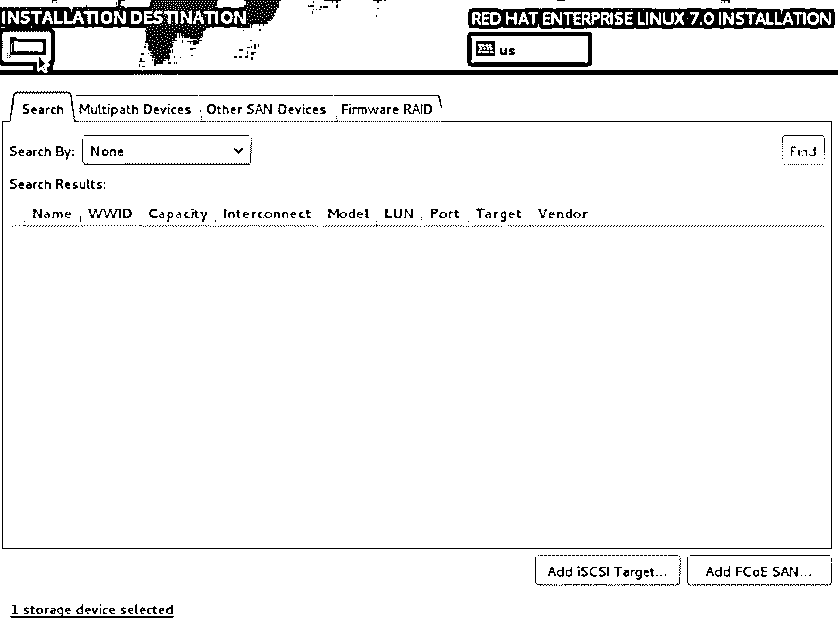 INSTALLATION DESTINATION
RED HAT ENTERPRISE LINUX 7.0 INSTALLATION
us
Search Multipath Devices Other SAN Devices Firmware RAID
Search By: None Find
Search Results:
Name WWID Capacity Interconnect Model LUN Port Target Vendor
Add iSCSI Target... Add FCoE SAN...
1 storage device selected